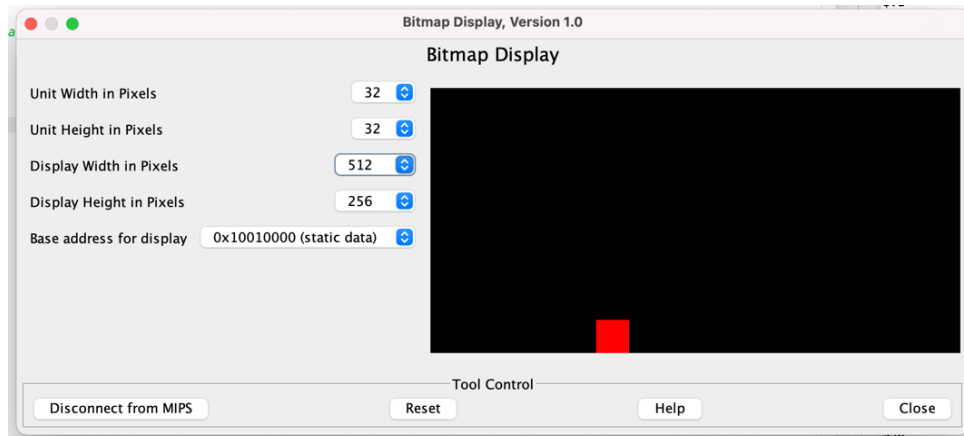 Bitmap Display, Version 1.0
Bitmap Display
Unit Width in Pixels 32
Unit Height in Pixels 32
Display Width in Pixels 512
Display Height in Pixels 256
Base address for display 0x10010000 (static data)
Tool Control
Disconnect from MIPS Reset Help Close